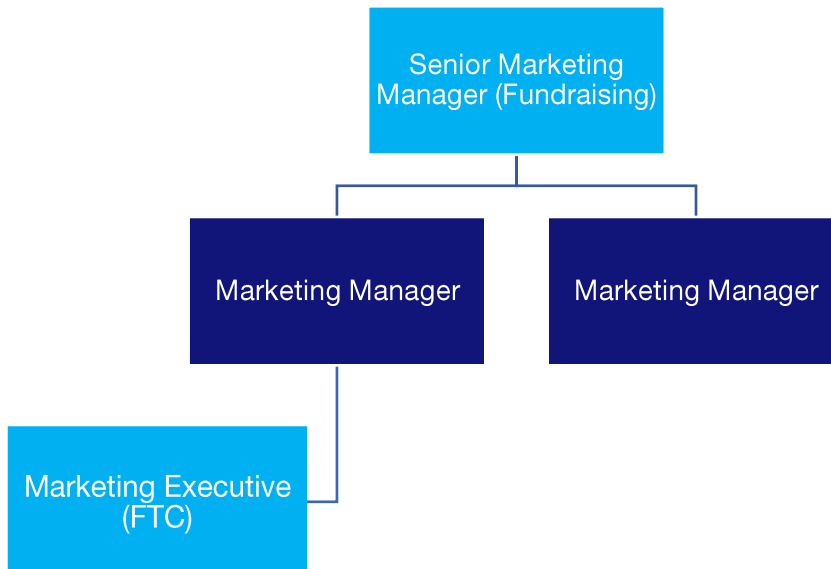 Senior Marketing
Manager (Fundraising)
Marketing Manager
Marketing Manager
Marketing Executive
(FTC)